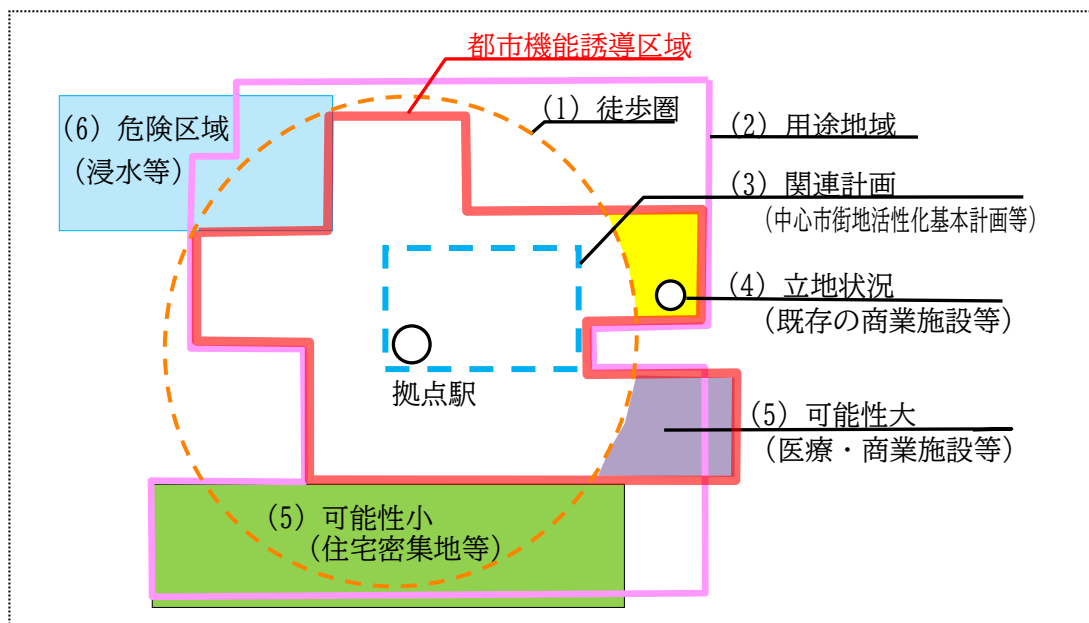 都市機能誘導区域
(1) 徒歩圏
(2) 用途地域
(6) 危険区域
(浸水等)
(3) 関連計画
(中心市街地活性化基本計画等)
(4) 立地状況
(既存の商業施設等)
拠点駅
(5) 可能性大
(医療・商業施設等)
(5) 可能性小
(住宅密集地等)